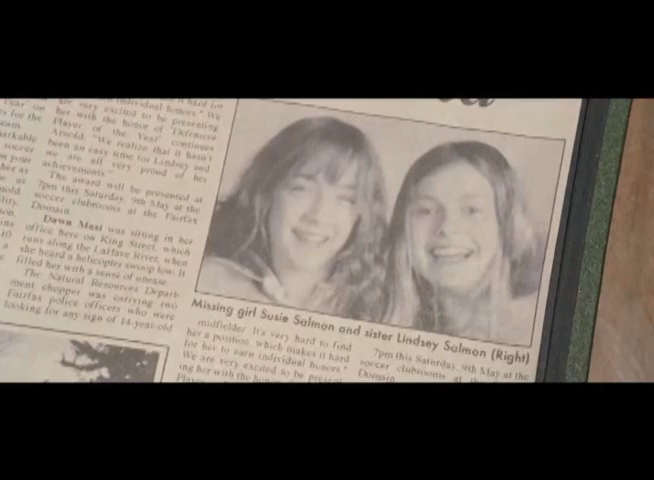 are very excited to be presenting
her with the honor of Defensive
Player of the Year" continues
Arnold. "We realize that it hasn't
been an easy time for Lindsey and
we are all very proud of her
achievements"
The award will be presented at
7pm this Saturday, 9th May at the
soccer clubrooms at the Fairfax
Domain.
Dawn Mast was sitting in her
office here on King Street, which
runs along the LaHave River, when
she heard a helicopter swoop low. It
filled her with a sense of unease.
The Natural Resources Depart-
ment chopper was carrying two
Fairfax police officers who were
looking for any sign of 14-year-old
Missing girl Susie Salmon and sister Lindsey Salmon (Right)
midfielder. It's very hard to find
her a position, which makes it hard
for her to earn individual honors."
We are very excited to be present-
ing her with the honor
7pm this Saturday, 9th May at the
soccer clubrooms at the
Domain.